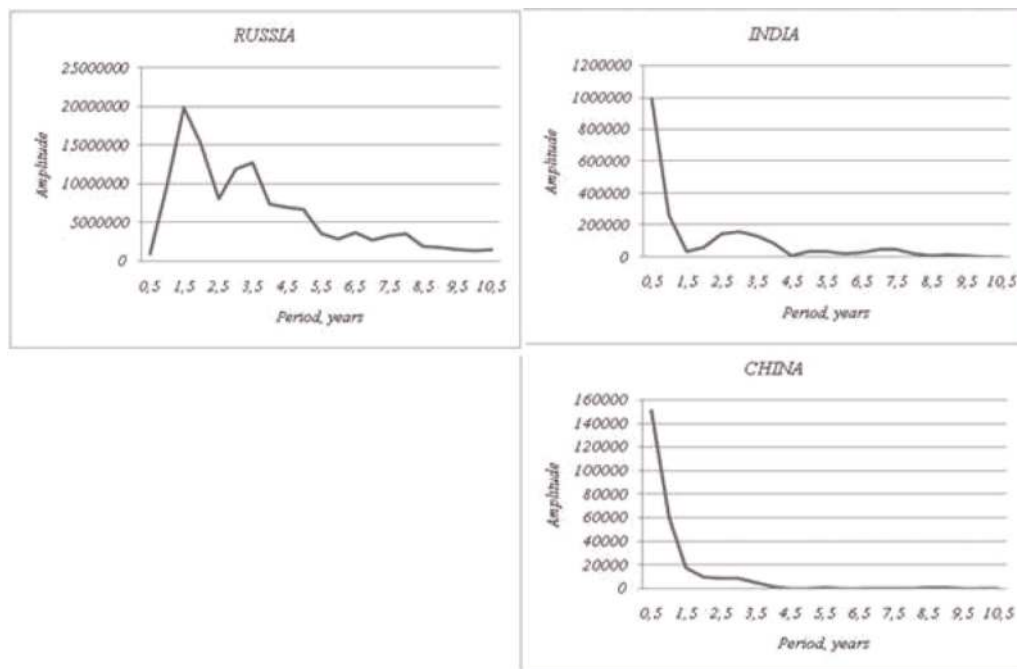 RUSSIA
25000000
20000000
15000000
10000000
5000000
0
Amplitude
0,5 1,5 2,5 3,5 4,5 5,5 6,5 7,5 8,5 9,5 10,5
Period, years
INDIA
1200000
1000000
800000
600000
400000
200000
0
Amplitude
0,5 1,5 2,5 3,5 4,5 5,5 6,5 7,5 8,5 9,5 10,5
Period, years
CHINA
160000
140000
120000
100000
80000
60000
40000
20000
0
Amplitude
0,5 1,5 2,5 3,5 4,5 5,5 6,5 7,5 8,5 9,5 10,5
Period, years